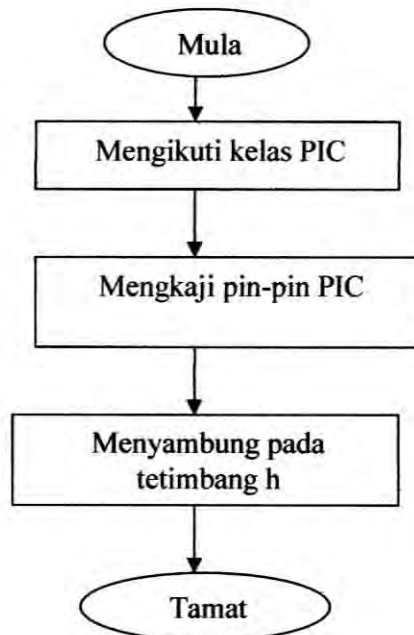 Mula
Mengikuti kelas PIC
Mengkaji pin-pin PIC
Menyambung pada
tetimbang h
Tamat